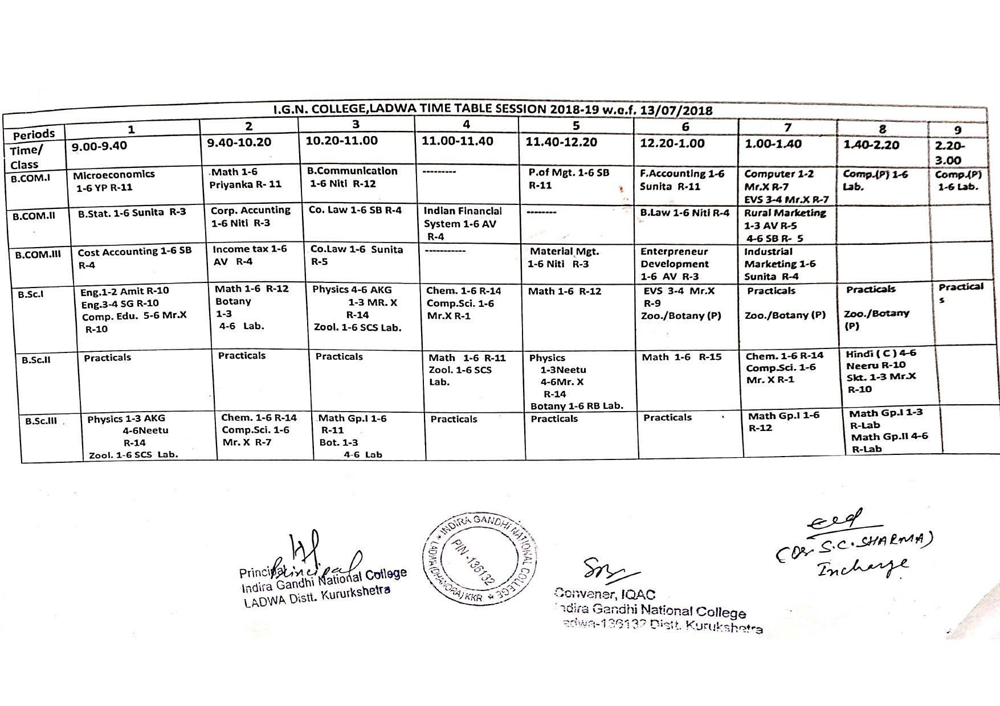 I.G.N. COLLEGE,LADWA TIME TABLE SESSION 2018-19 w.e.f. 13/07/2018
Periods 1 2 3 4 5 6 7 8 9
Time/ Class 9.00-9.40 9.40-10.20 10.20-11.00 11.00-11.40 11.40-12.20 12.20-1.00 1.00-1.40 1.40-2.20 2.20-3.00
B.COM.I
Microeconomics
1-6 YP R-11
Math 1-6
Priyanka R- 11
B.Communication
1-6 Niti R-12
---------
P.of Mgt. 1-6 SB
R-11
F.Accounting 1-6
Sunita R-11
Computer 1-2
Mr.X R-7
EVS 3-4 Mr.X R-7
Comp.(P) 1-6
Lab.
Comp.(P)
1-6 Lab.
B.COM.II
B.Stat. 1-6 Sunita R-3
Corp. Accunting
1-6 Niti R-3
Co. Law 1-6 SB R-4
Indian Financial
System 1-6 AV
R-4
--------
B.Law 1-6 Niti R-4
Rural Marketing
1-3 AV R-5
4-6 SB R- 5
B.COM.III
Cost Accounting 1-6 SB
R-4
Income tax 1-6
AV R-4
Co.Law 1-6 Sunita
R-5
-----------
Material Mgt.
1-6 Niti R-3
Enterpreneur
Development
1-6 AV R-3
Industrial
Marketing 1-6
Sunita R-4
B.Sc.I
Eng.1-2 Amit R-10
Eng.3-4 SG R-10
Comp. Edu. 5-6 Mr.X
R-10
Math 1-6 R-12
Botany
1-3
4-6 Lab.
Physics 4-6 AKG
1-3 MR. X
R-14
Zool. 1-6 SCS Lab.
Chem. 1-6 R-14
Comp.Sci. 1-6
Mr.X R-1
Math 1-6 R-12
EVS 3-4 Mr.X
R-9
Zoo./Botany (P)
Practicals
Zoo./Botany (P)
Practicals
Zoo./Botany
(P)
Practical
s
B.Sc.II
Practicals
Practicals
Practicals
Math 1-6 R-11
Zool. 1-6 SCS
Lab.
Physics
1-3Neetu
4-6Mr. X
R-14
Botany 1-6 RB Lab.
Math 1-6 R-15
Chem. 1-6 R-14
Comp.Sci. 1-6
Mr. X R-1
Hindi ( C ) 4-6
Neeru R-10
Skt. 1-3 Mr.X
R-10
B.Sc.III
Physics 1-3 AKG
4-6Neetu
R-14
Zool. 1-6 SCS Lab.
Chem. 1-6 R-14
Comp.Sci. 1-6
Mr. X R-7
Math Gp.I 1-6
R-11
Bot. 1-3
4-6 Lab
Practicals
Practicals
Practicals
Math Gp.I 1-6
R-12
Math Gp.I 1-3
R-Lab
Math Gp.II 4-6
R-Lab
Principal
Principal
Indira Gandhi National College
LADWA Distt. Kururkshetra
INDIRA GANDHI NATIONAL COLLEGE
LADWA (DHANORA) KKR.
PIN -136132
Convener, IQAC
Indira Gandhi National College
Ladwa-136132 Distt. Kurukshetra
(Dr. S.C. SHARMA)
Incharge